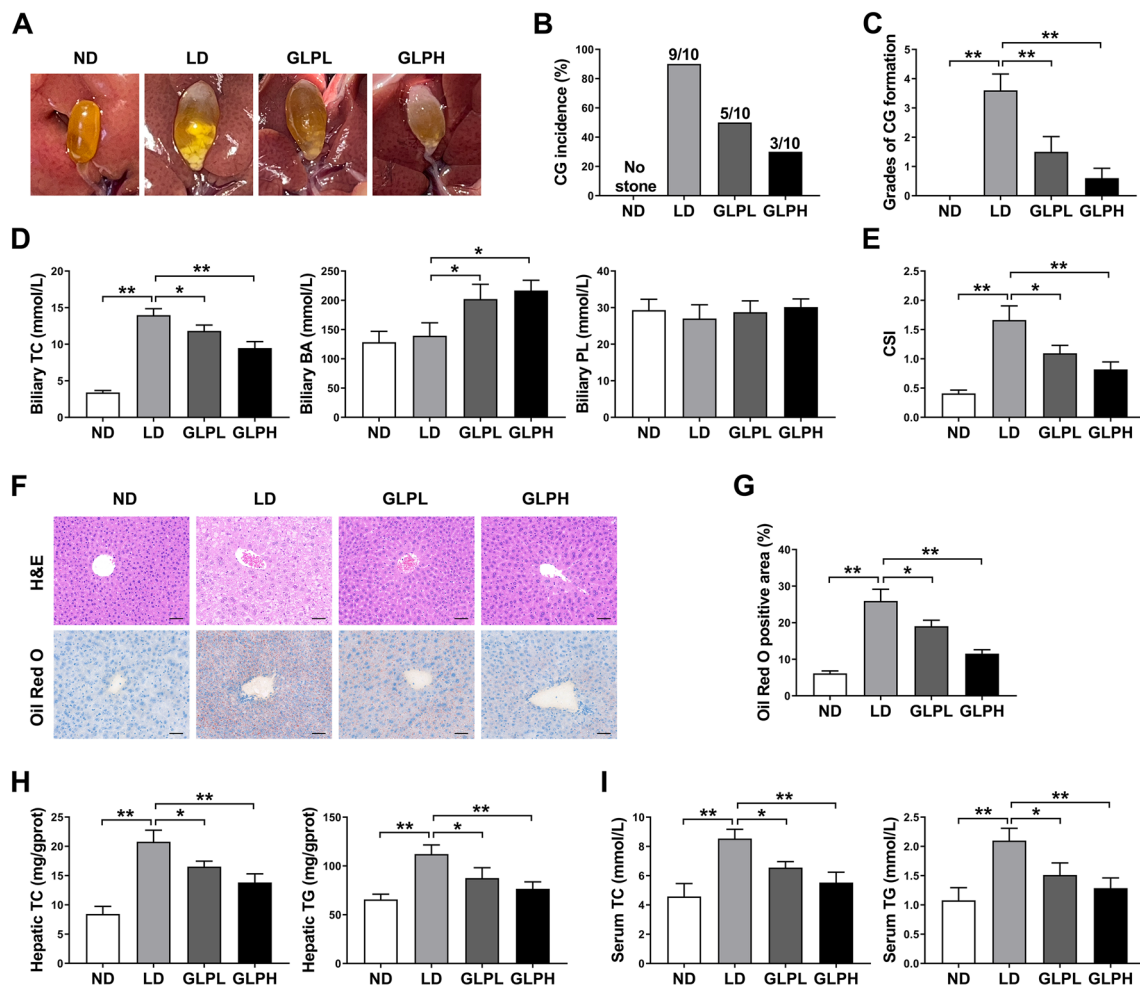 A
ND LD GLPL GLPH
B
CG incidence (%)
100
80
60
40
20
0
No
stone
9/10
5/10
3/10
ND LD GLPL GLPH
C
Grades of CG formation
5
4
3
2
1
0
** **
**
ND LD GLPL GLPH
D
Biliary TC (mmol/L)
20
15
10
5
0
**
** *
ND LD GLPL GLPH
Biliary BA (mmol/L)
250
200
150
100
50
0
*
*
ND LD GLPL GLPH
Biliary PL (mmol/L)
40
30
20
10
0
ND LD GLPL GLPH
E
CSI
2.5
2.0
1.5
1.0
0.5
0.0
**
** *
ND LD GLPL GLPH
F
ND LD GLPL GLPH
H&E
Oil Red O
G
Oil Red O positive area (%)
40
30
20
10
0
**
** *
ND LD GLPL GLPH
H
Hepatic TC (mg/gprot)
25
20
15
10
5
0
**
** *
ND LD GLPL GLPH
Hepatic TG (mg/gprot)
150
100
50
0
**
** *
ND LD GLPL GLPH
I
Serum TC (mmol/L)
10
8
6
4
2
0
**
** *
ND LD GLPL GLPH
Serum TG (mmol/L)
2.5
2.0
1.5
1.0
0.5
0.0
**
** *
ND LD GLPL GLPH